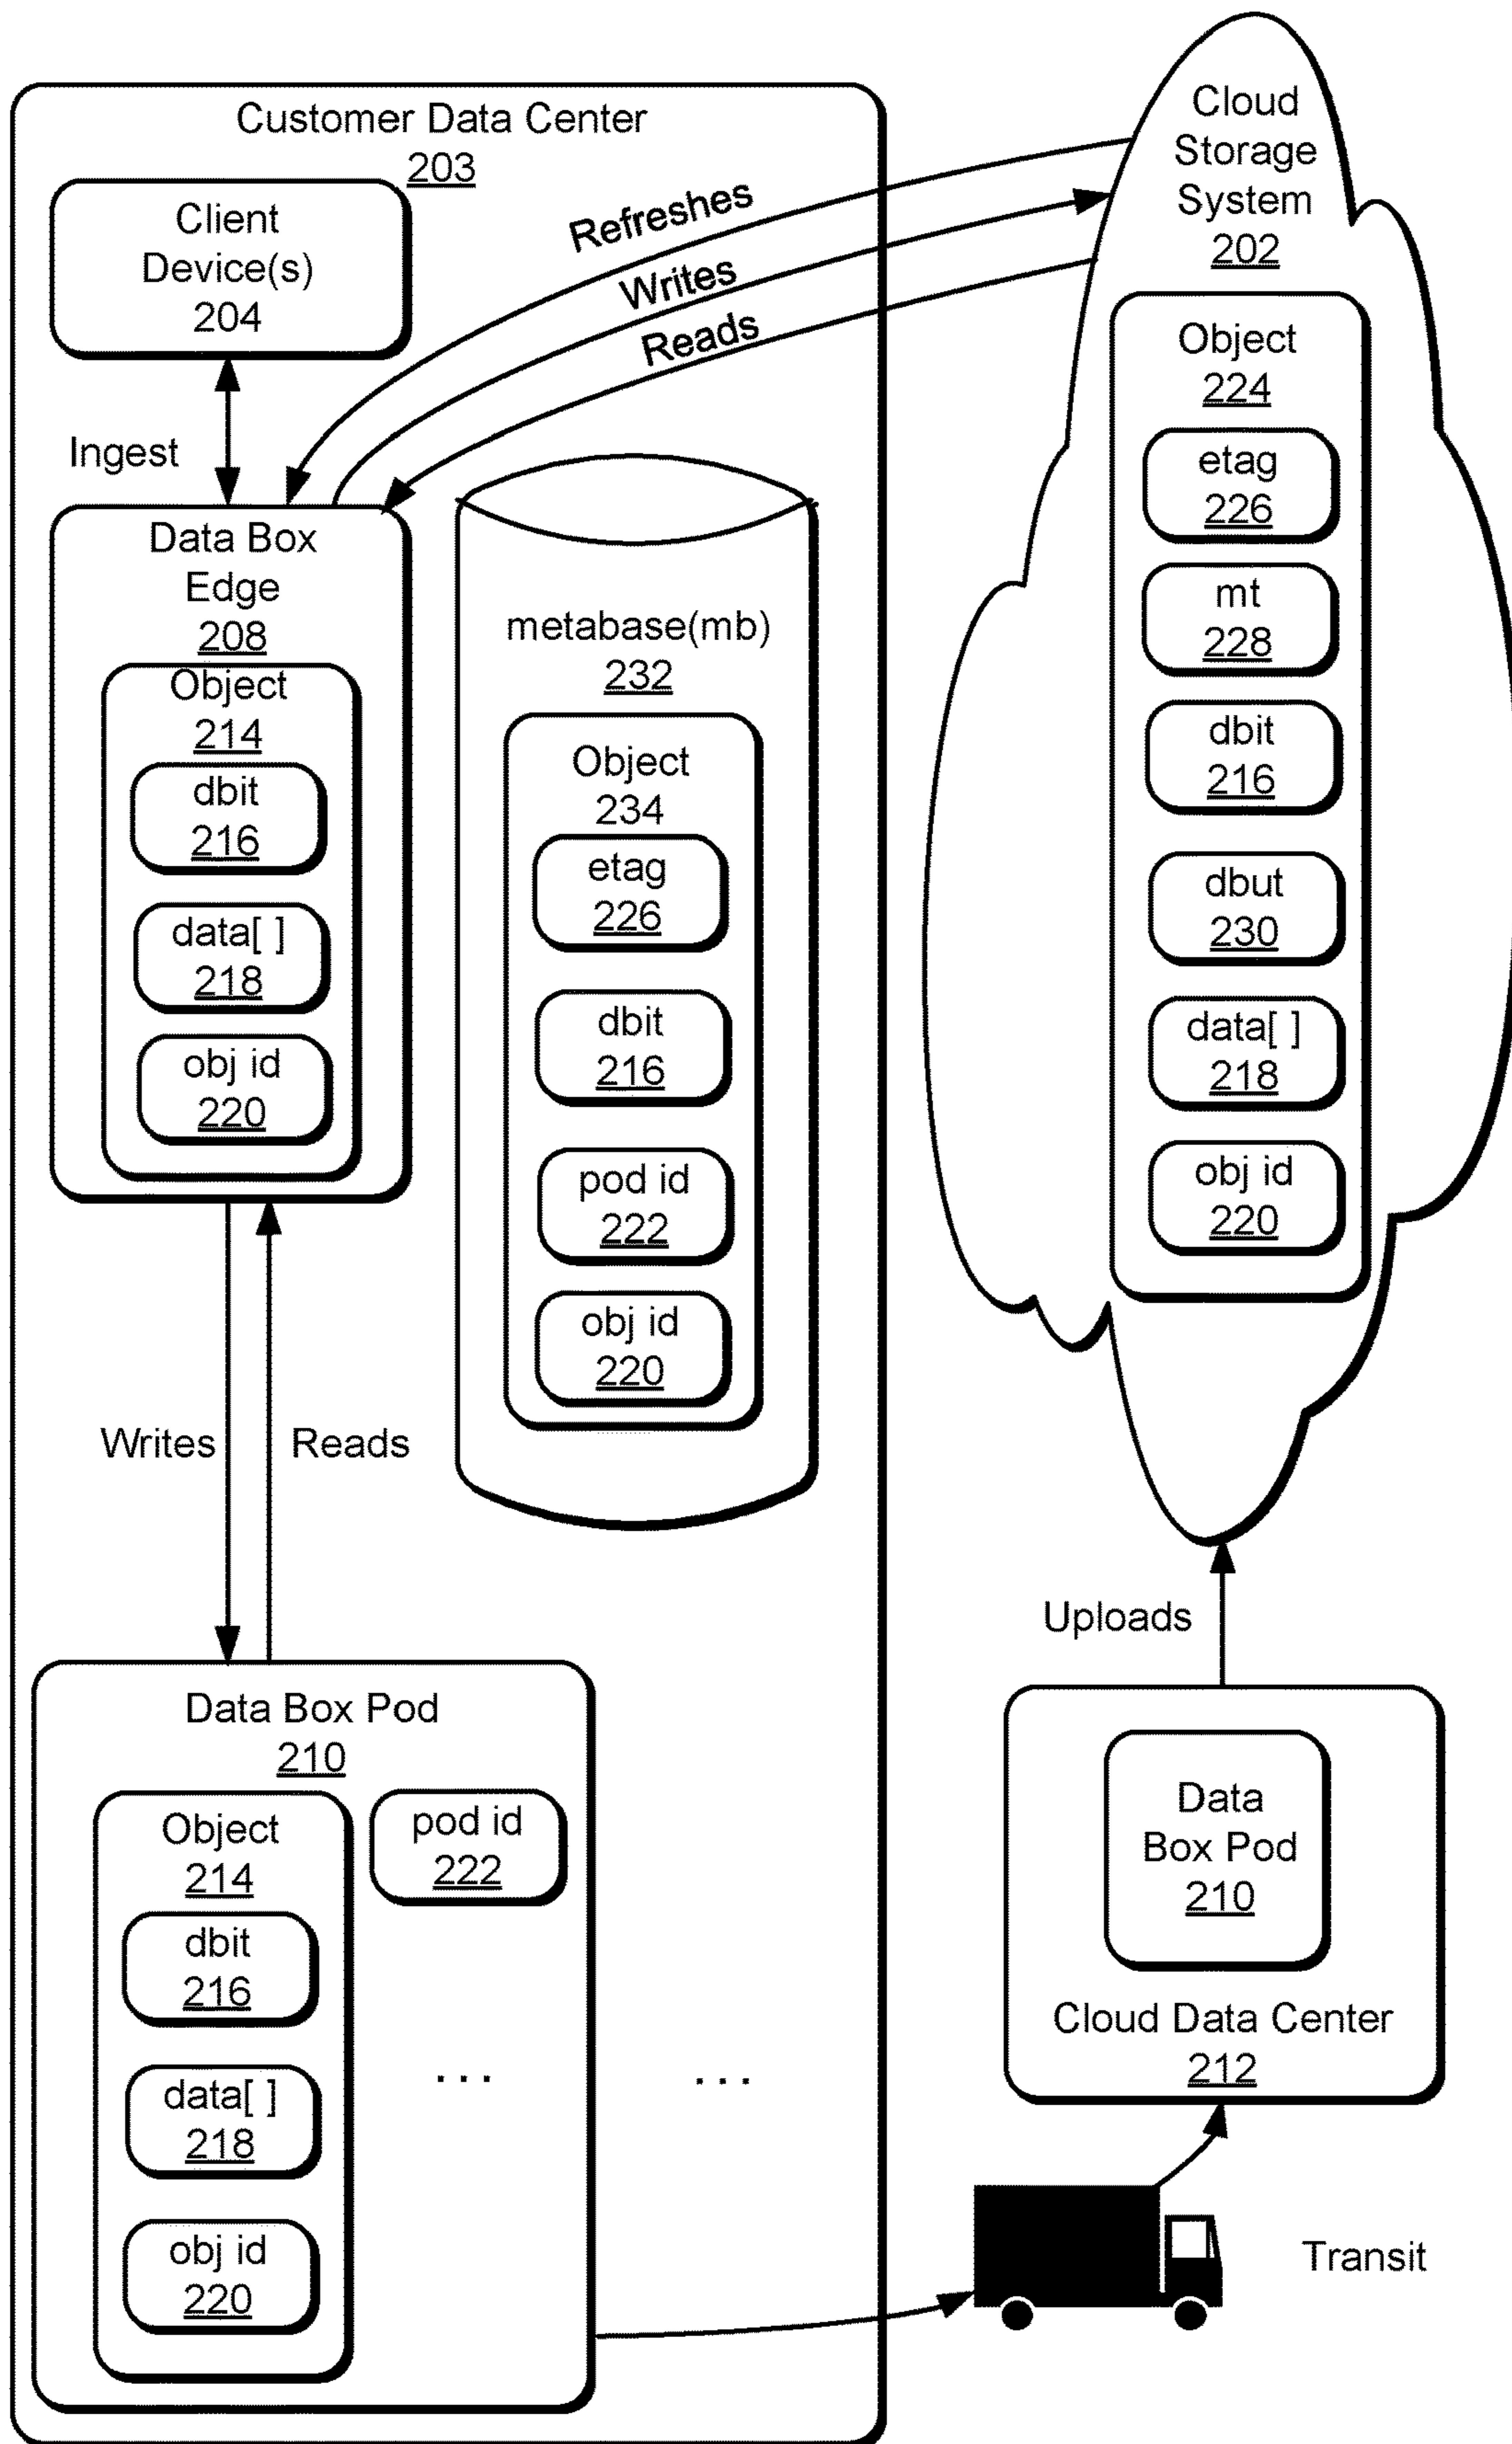 Customer Data Center
203
Client
Device(s)
204
Ingest
Refreshes
Writes
Reads
Data Box
Edge
208
Object
214
dbit
216
data[ ]
218
obj id
220
metabase(mb)
232
Object
234
etag
226
dbit
216
pod id
222
obj id
220
Writes
Reads
Data Box Pod
210
Object
214
pod id
222
dbit
216
data[ ]
218
obj id
220
...
...
Cloud
Storage
System
202
Object
224
etag
226
mt
228
dbit
216
dbut
230
data[ ]
218
obj id
220
Uploads
Data
Box Pod
210
Cloud Data Center
212
Transit